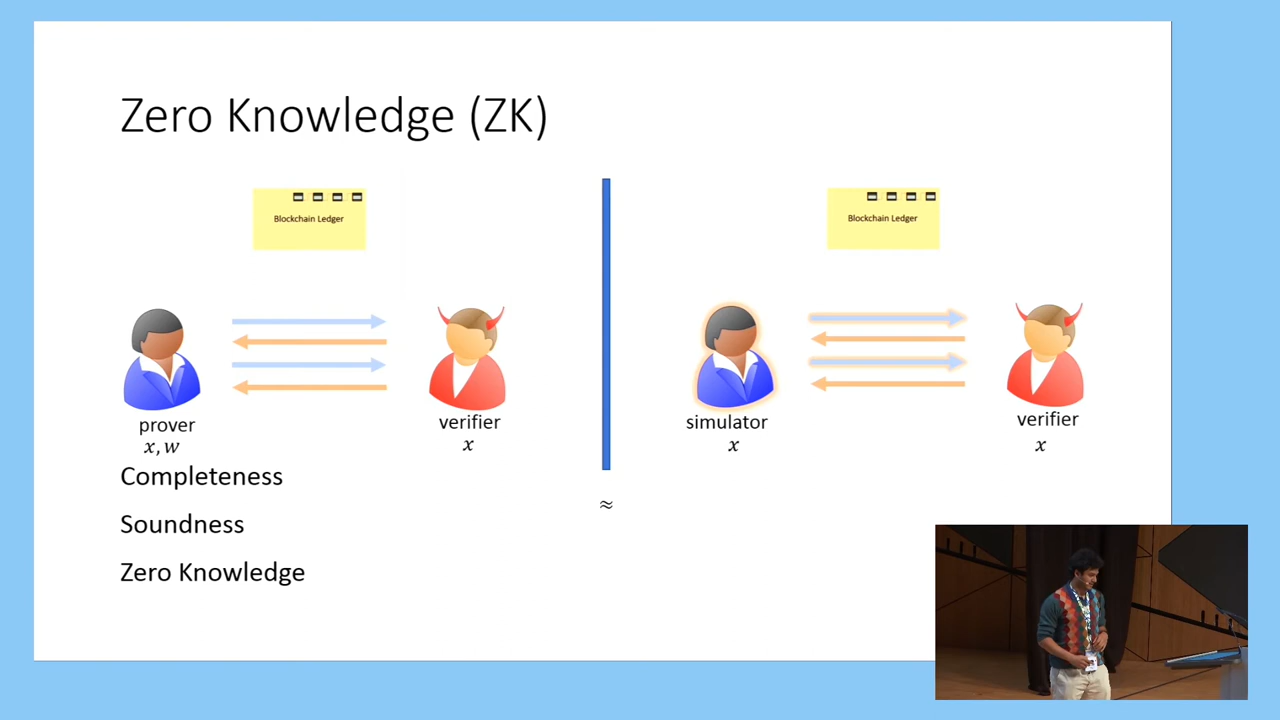 Zero Knowledge (ZK)
Blockchain Ledger
Blockchain Ledger
prover
x, w
verifier
x
simulator
x
verifier
x
≈
Completeness
Soundness
Zero Knowledge